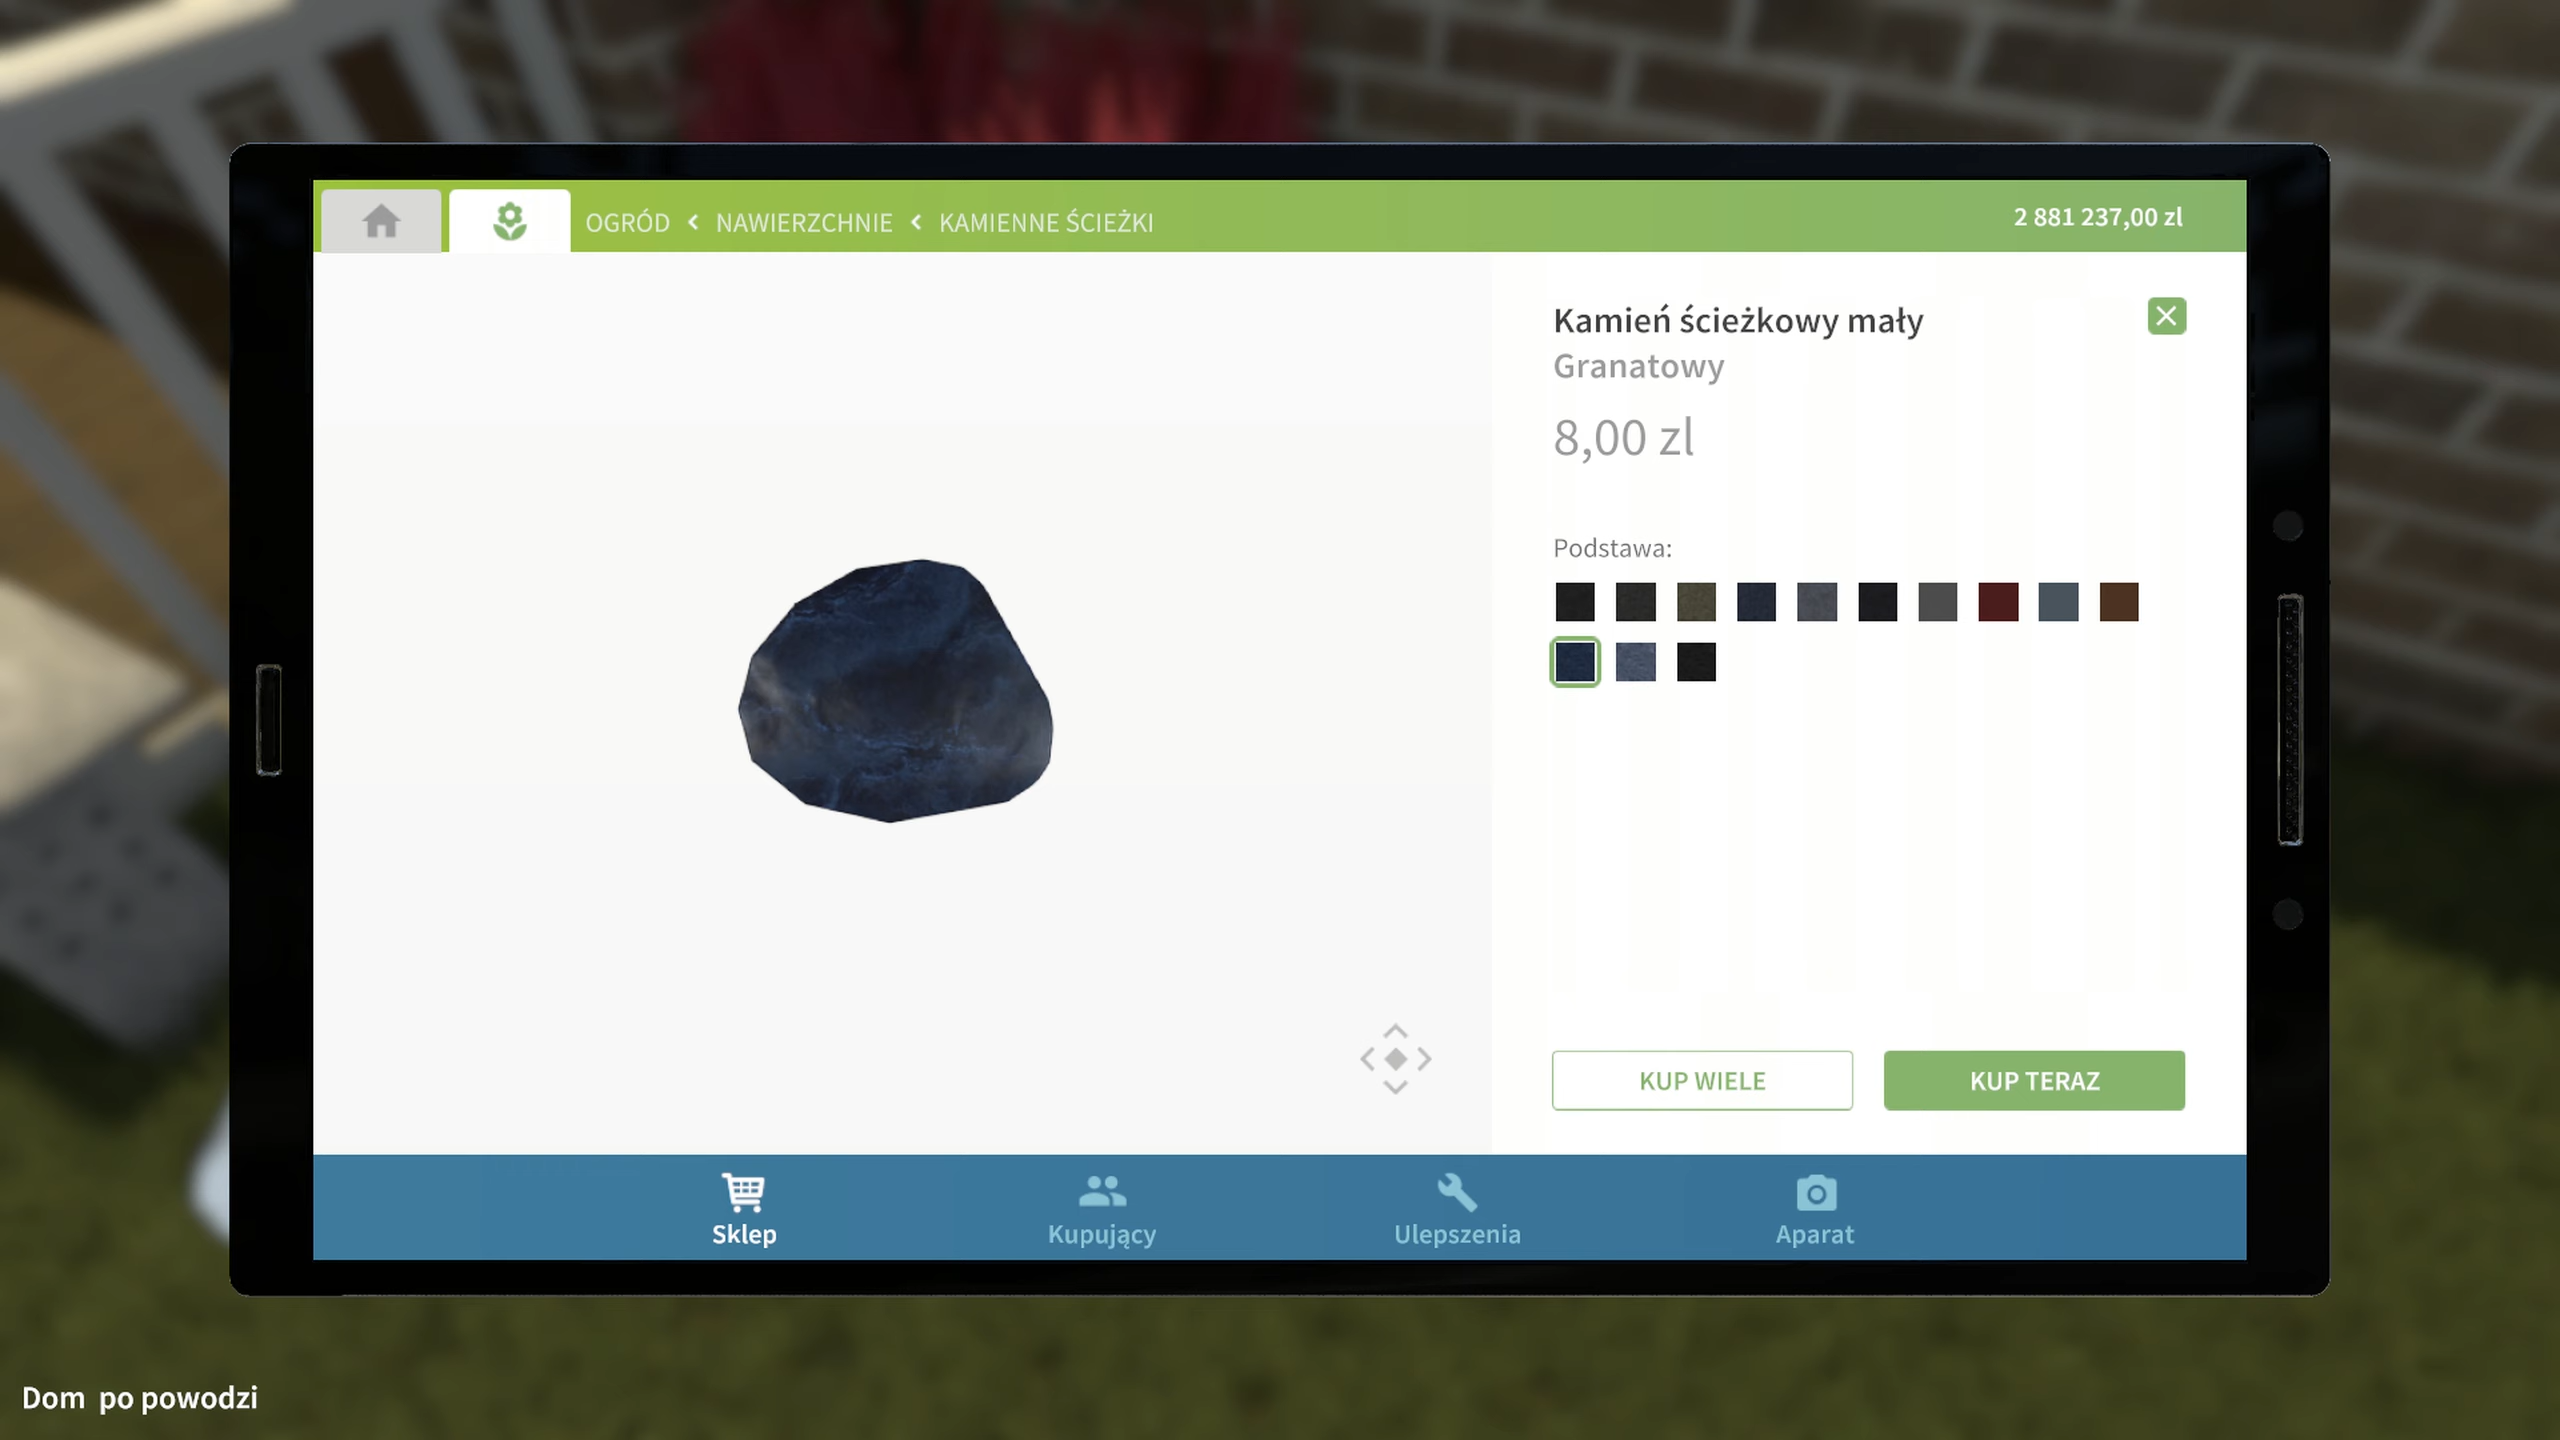 OGRÓD < NAWIERZCHNIE < KAMIENNE ŚCIEŻKI
2 881 237,00 zl
Kamień ścieżkowy mały
Granatowy
8,00 zl
Podstawa:
KUP WIELE
KUP TERAZ
Sklep
Kupujący
Ulepszenia
Aparat
Dom po powodzi